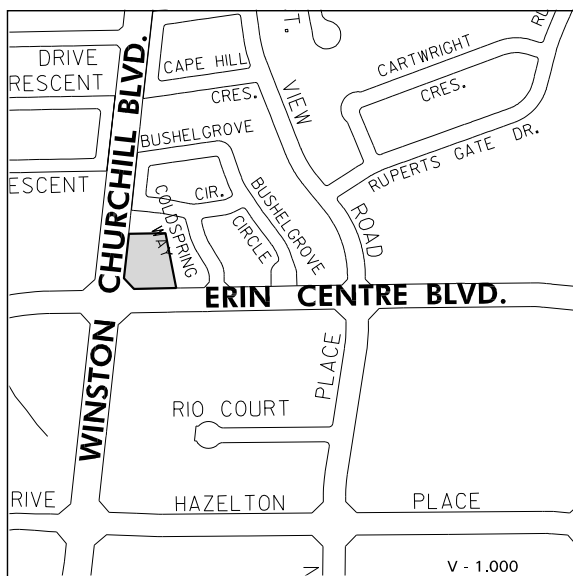 T.
RU
DRIVE
CAPE HILL
CRES.
RESCENT
VIEW
ROAD
CARTWRIGHT
CRES.
RUPERTS GATE DR.
BUSHELGROVE
CIR.
BUSHELGROVE
CIRCLE
COLDSPRING
WAY
ESCENT
WINSTON CHURCHILL BLVD.
ERIN CENTRE BLVD.
PLACE
RIO COURT
RIVE
HAZELTON
PLACE
V - 1.000